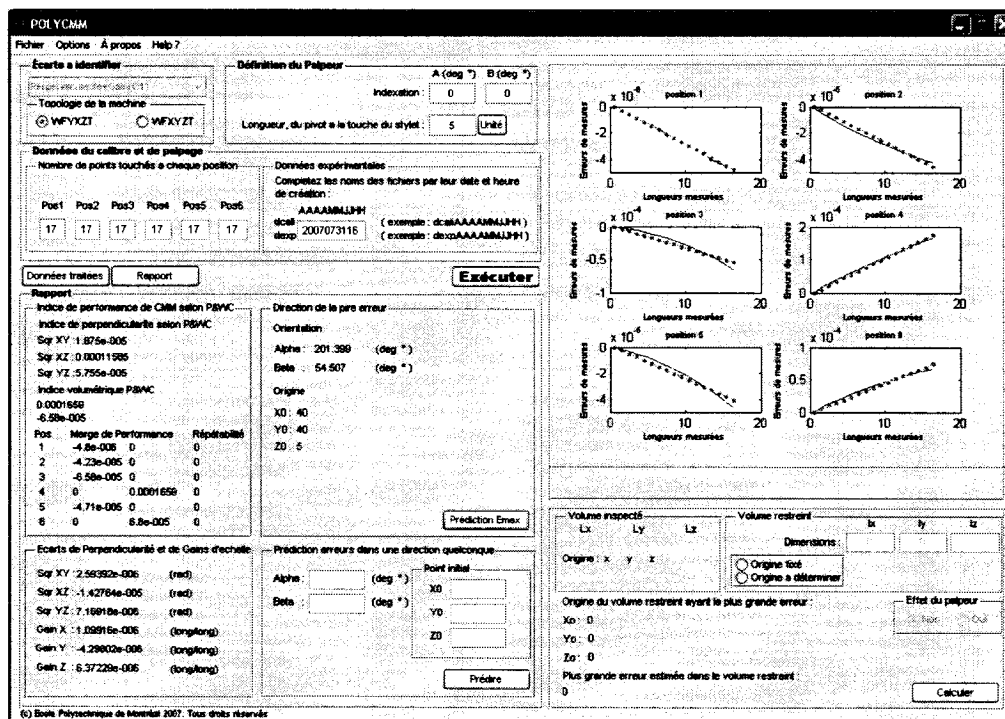 POLYCMM
Fichier Options À propos Help ?
Écarts a identifier
Topologie de la machine
WFYXZT WFXYZT
Définition du Palpeur
A (deg °) B (deg °)
Indexation : 0 0
Longueur, du pivot a la touche du stylet : 5 Unité
Données du calibre et de palpage
Nombre de points touchés a chaque position
Pos1 Pos2 Pos3 Pos4 Pos5 Pos6
17 17 17 17 17 17
Données expérimentales
Completez les noms des fichiers par leur date et heure
de création :
AAAAMMJJHH
dcall ( exemple : dcallAAAAMMJJHH )
dexp 2007073116 ( exemple : dexpAAAAMMJJHH )
Données traitées Rapport Exécuter
Rapport
Indice de performance de CMM selon P&WC
Indice de perpendicularite selon P&WC
Sqr XY : 1.875e-005
Sqr XZ : 0.00011585
Sqr YZ : 5.755e-005
Indice volumétrique P&WC
0.0001659
-6.58e-005
Pos. Merge de Performance Répétabilité
1 -4.8e-006 0 0
2 -4.23e-005 0 0
3 -6.58e-005 0 0
4 0 0.0001659 0
5 -4.71e-005 0 0
6 0 6.8e-005 0
Direction de la pire erreur
Orientation
Alpha : 201.399 (deg °)
Beta : 54.507 (deg °)
Origine
X0 : 40
Y0 : 40
Z0 : 5
Prédiction Emax
Ecarts de Perpendicularité et de Gains d'echelle
Sqr XY : 2.59392e-006 (rad)
Sqr XZ : -1.42764e-005 (rad)
Sqr YZ : 7.16918e-006 (rad)
Gain X : 1.09916e-006 (long/long)
Gain Y : -4.29802e-006 (long/long)
Gain Z : 6.37229e-006 (long/long)
Prédiction erreurs dans une direction quelconque
Alpha : (deg °)
Beta : (deg °)
Point initial
X0
Y0
Z0
Prédire
position 1
position 2
position 3
position 4
position 5
position 6
Erreurs de mesures
Longueurs mesurées
Volume inspecté
Lx Ly Lz
Origine : x y z
Volume restreint
lx ly lz
Dimensions :
Origine fixé
Origine a déterminer
Origine du volume restreint ayant la plus grande erreur :
Xo : 0
Yo : 0
Zo : 0
Effet du palpeur
Non Oui
Plus grande erreur estimée dans le volume restreint :
0
Calculer
(c) Ecole Polytechnique de Montréal 2007. Tous droits réservés